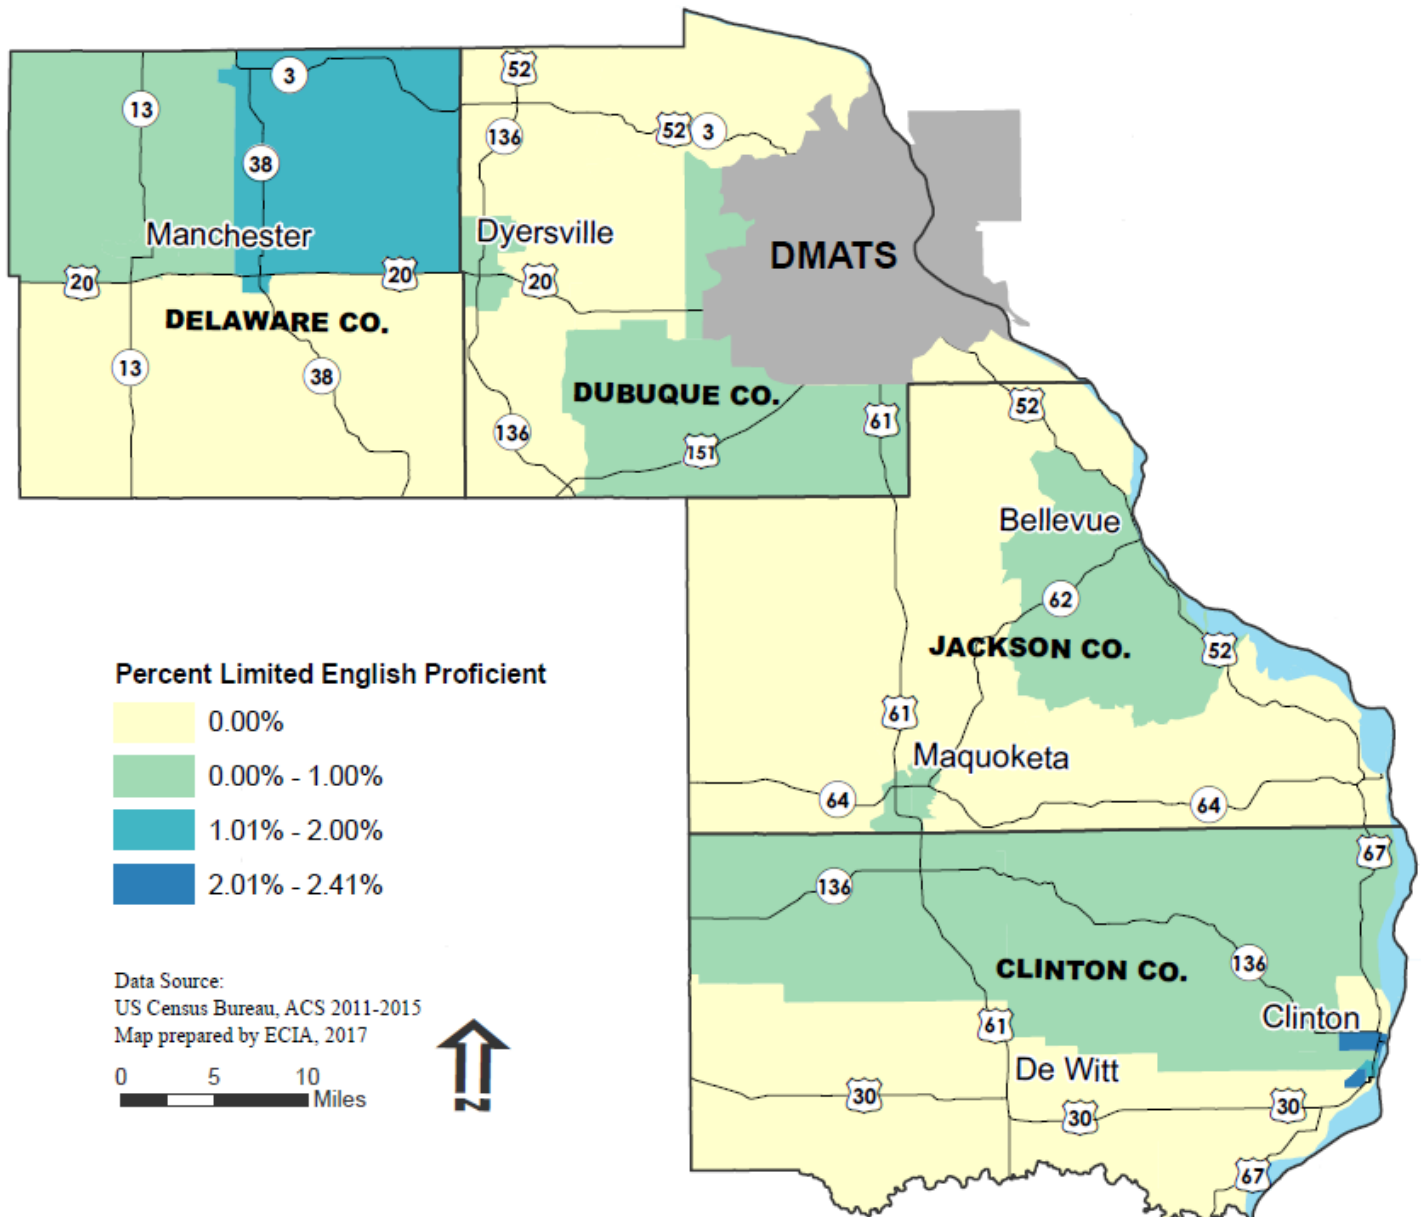 52
3
13
52
3
136
38
Manchester
Dyersville
DMATS
20
20
20
DELAWARE CO.
13
38
DUBUQUE CO.
52
61
136
151
Bellevue
62
JACKSON CO.
52
Percent Limited English Proficient
0.00%
0.00% - 1.00%
1.01% - 2.00%
2.01% - 2.41%
61
Maquoketa
64
64
67
136
CLINTON CO.
136
Clinton
61
De Witt
30
30
30
67
Data Source:
US Census Bureau, ACS 2011-2015
Map prepared by ECIA, 2017
N
0 5 10
Miles